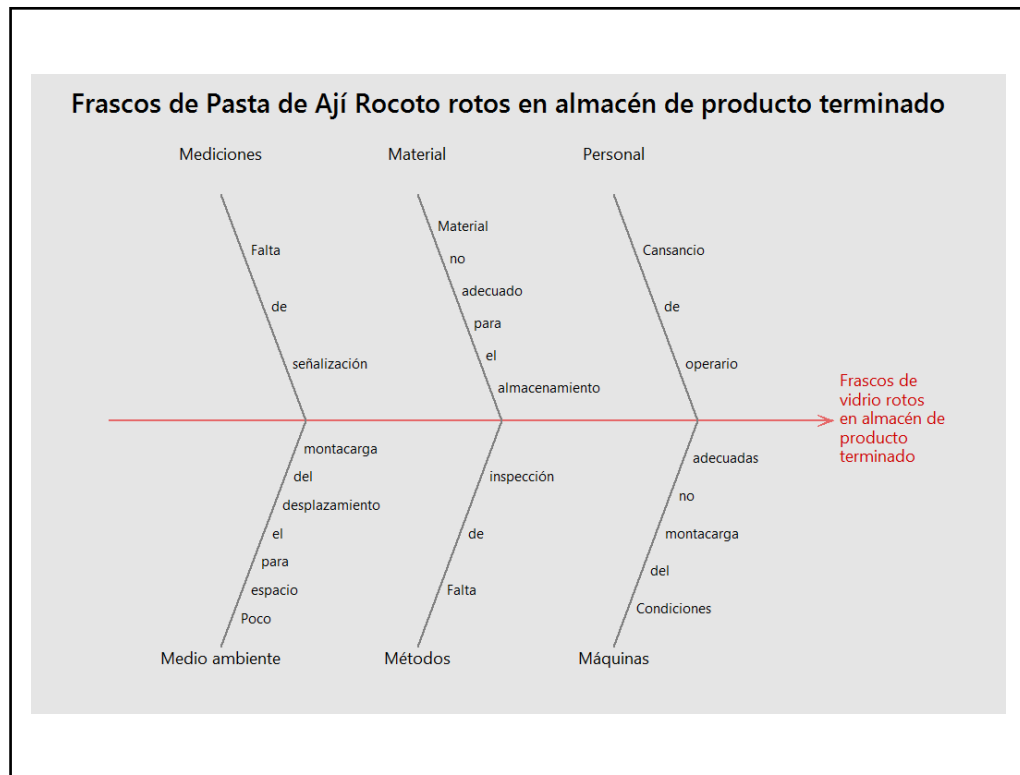 Frascos de Pasta de Ají Rocoto rotos en almacén de producto terminado
Mediciones
Material
Personal
Falta
de
señalización
Material
no
adecuado
para
el
almacenamiento
Cansancio
de
operario
Frascos de
vidrio rotos
en almacén de
producto
terminado
montacarga
del
desplazamiento
el
para
espacio
Poco
inspección
de
Falta
adecuadas
no
montacarga
del
Condiciones
Medio ambiente
Métodos
Máquinas